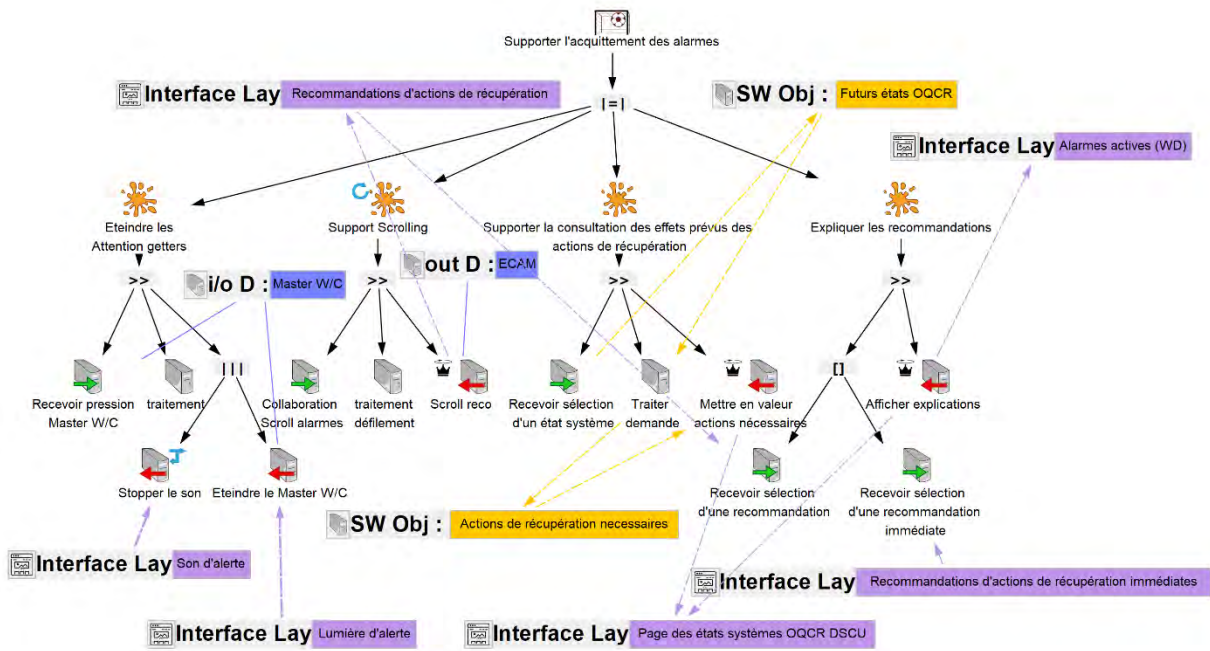 Supporter l'acquittement des alarmes
Interface Lay Recommandations d'actions de récupération
SW Obj : Futurs états OQCR
|=|
Interface Lay Alarmes actives (WD)
Eteindre les
Attention getters
Support Scrolling
Supporter la consultation des effets prévus des
actions de récupération
Expliquer les recommandations
>>
i/o D : Master W/C
>>
out D : ECAM
>>
>>
Recevoir pression
Master W/C
traitement
|||
Collaboration
Scroll alarmes
traitement
défilement
Scroll reco
Recevoir sélection
d'un état système
Traiter
demande
Mettre en valeur
actions nécessaires
[]
Afficher explications
Stopper le son
Eteindre le Master W/C
Recevoir sélection
d'une recommandation
Recevoir sélection
d'une recommandation
immédiate
SW Obj : Actions de récupération necessaires
Interface Lay Son d'alerte
Interface Lay Recommandations d'actions de récupération immédiates
Interface Lay Lumière d'alerte
Interface Lay Page des états systèmes OQCR DSCU